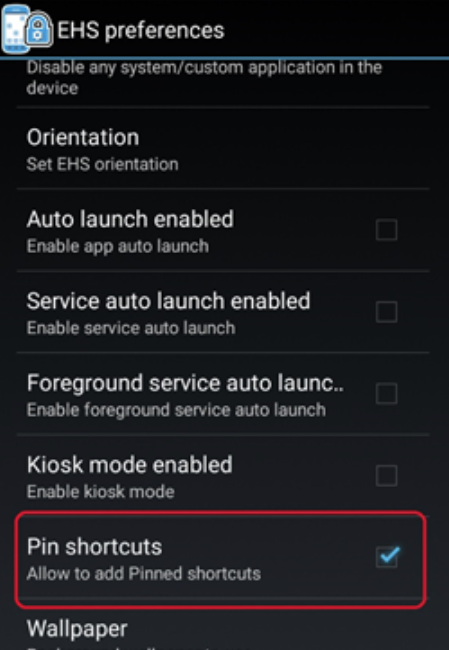 EHS preferences
Disable any system/custom application in the
device
Orientation
Set EHS orientation
Auto launch enabled
Enable app auto launch
Service auto launch enabled
Enable service auto launch
Foreground service auto launc..
Enable foreground service auto launch
Kiosk mode enabled
Enable kiosk mode
Pin shortcuts
Allow to add Pinned shortcuts
Wallpaper